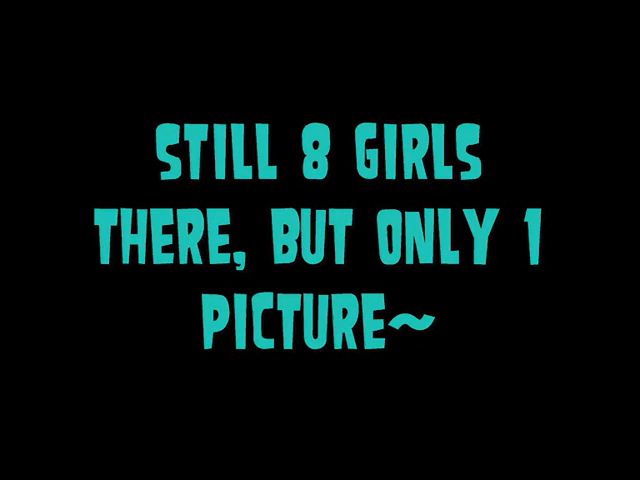 STILL 8 GIRLS
THERE, BUT ONLY 1
PICTURE~